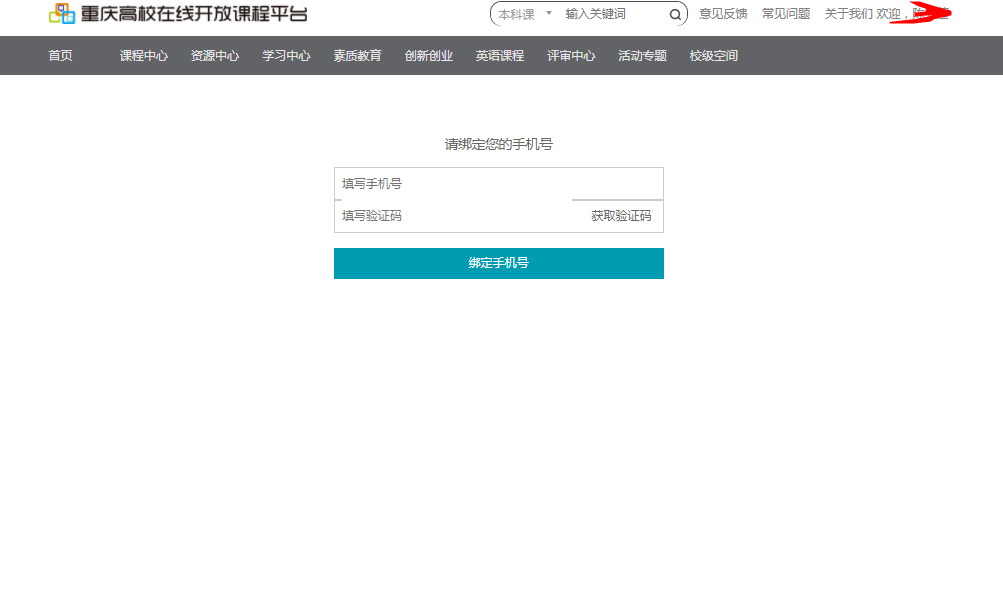 重庆高校在线开放课程平台
本科课 输入关键词 意见反馈 常见问题 关于我们 欢迎，陈
首页 课程中心 资源中心 学习中心 素质教育 创新创业 英语课程 评审中心 活动专题 校级空间
请绑定您的手机号
填写手机号
填写验证码 获取验证码
绑定手机号